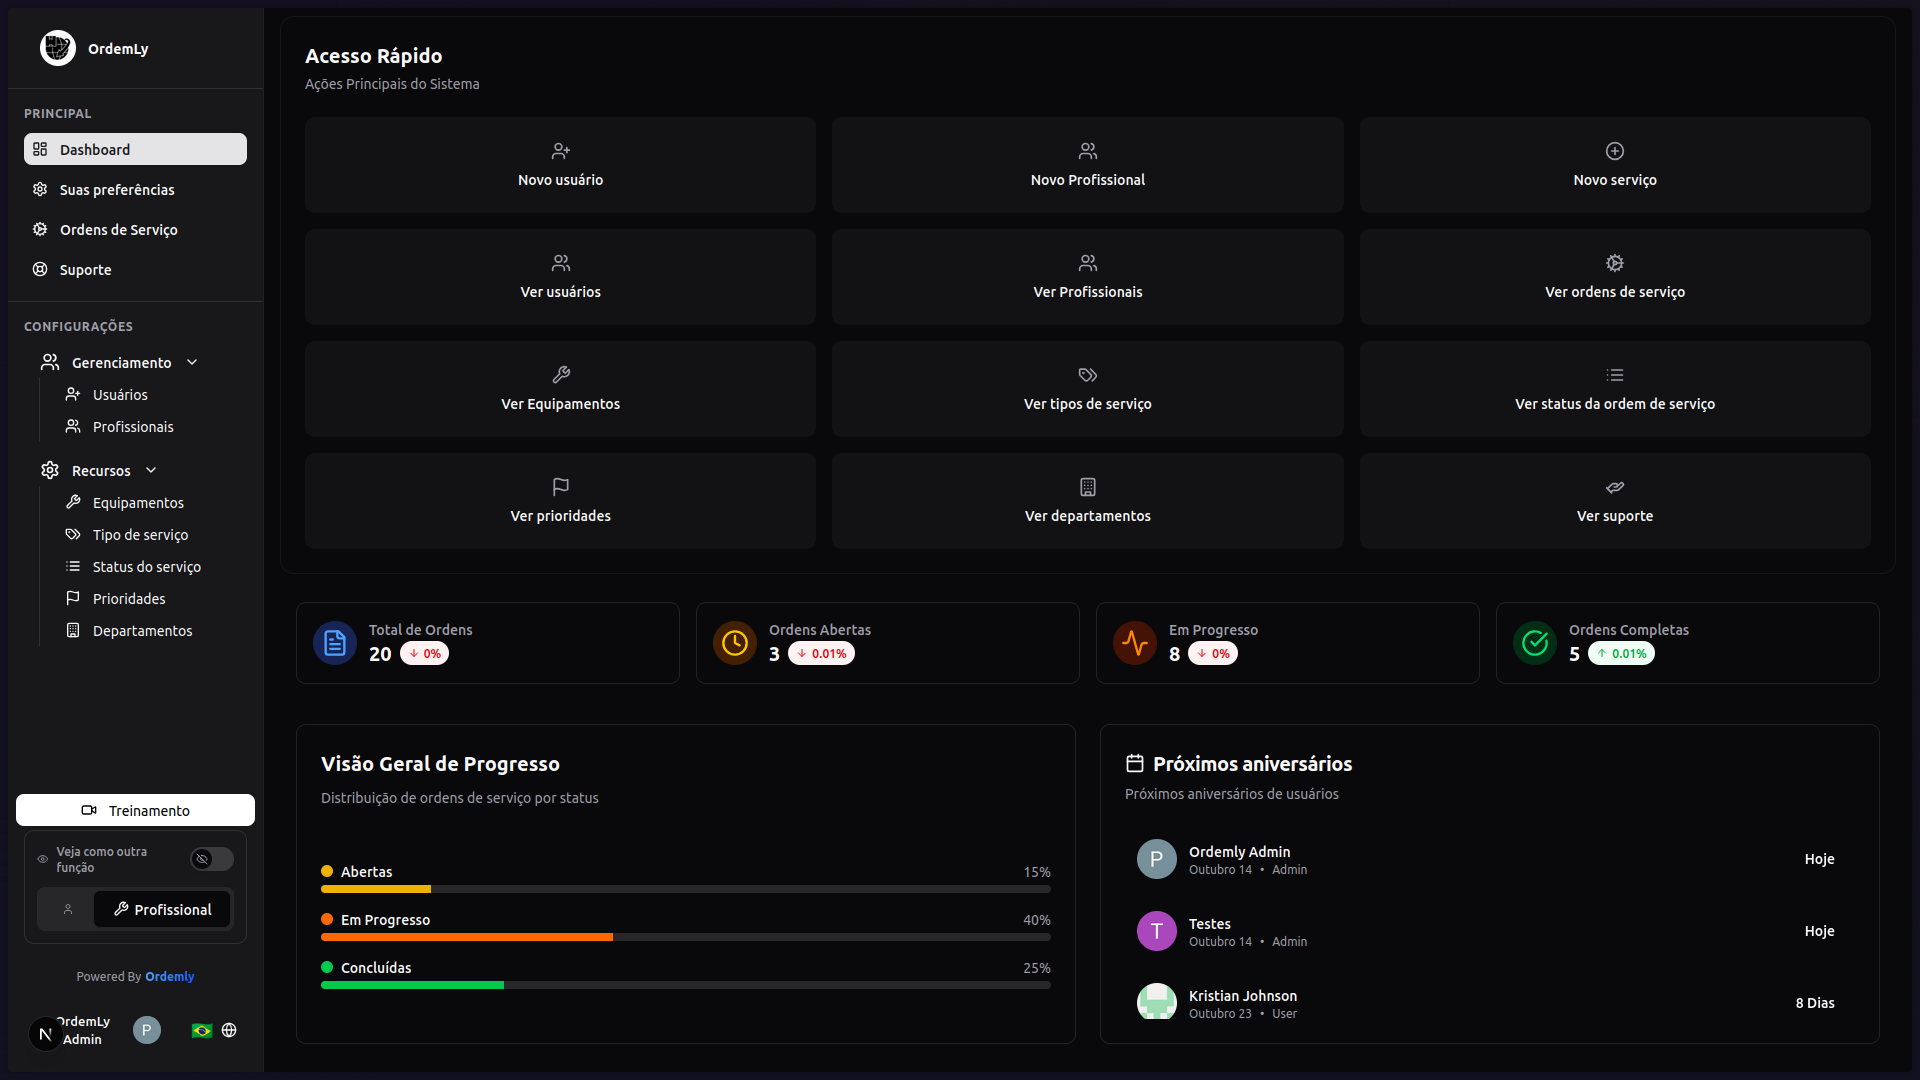 OrdemLy
PRINCIPAL
Dashboard
Suas preferências
Ordens de Serviço
Suporte
CONFIGURAÇÕES
Gerenciamento
Usuários
Profissionais
Recursos
Equipamentos
Tipo de serviço
Status do serviço
Prioridades
Departamentos
Treinamento
Veja como outra
função
Profissional
Powered By Ordemly
OrdemLy
Admin
N
P
Acesso Rápido
Ações Principais do Sistema
Novo usuário
Novo Profissional
Novo serviço
Ver usuários
Ver Profissionais
Ver ordens de serviço
Ver Equipamentos
Ver tipos de serviço
Ver status da ordem de serviço
Ver prioridades
Ver departamentos
Ver suporte
Total de Ordens
20 ↓ 0%
Ordens Abertas
3 ↓ 0.01%
Em Progresso
8 ↓ 0%
Ordens Completas
5 ↑ 0.01%
Visão Geral de Progresso
Distribuição de ordens de serviço por status
Abertas 15%
Em Progresso 40%
Concluídas 25%
Próximos aniversários
Próximos aniversários de usuários
P
Ordemly Admin
Outubro 14 • Admin
Hoje
T
Testes
Outubro 14 • Admin
Hoje
Kristian Johnson
Outubro 23 • User
8 Dias